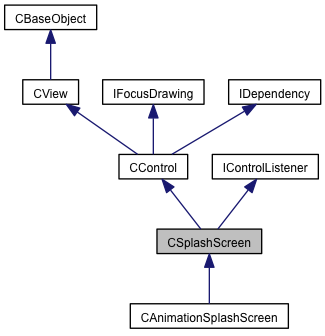 CBaseObject
CView
IFocusDrawing
IDependency
CControl
IControlListener
CSplashScreen
CAnimationSplashScreen